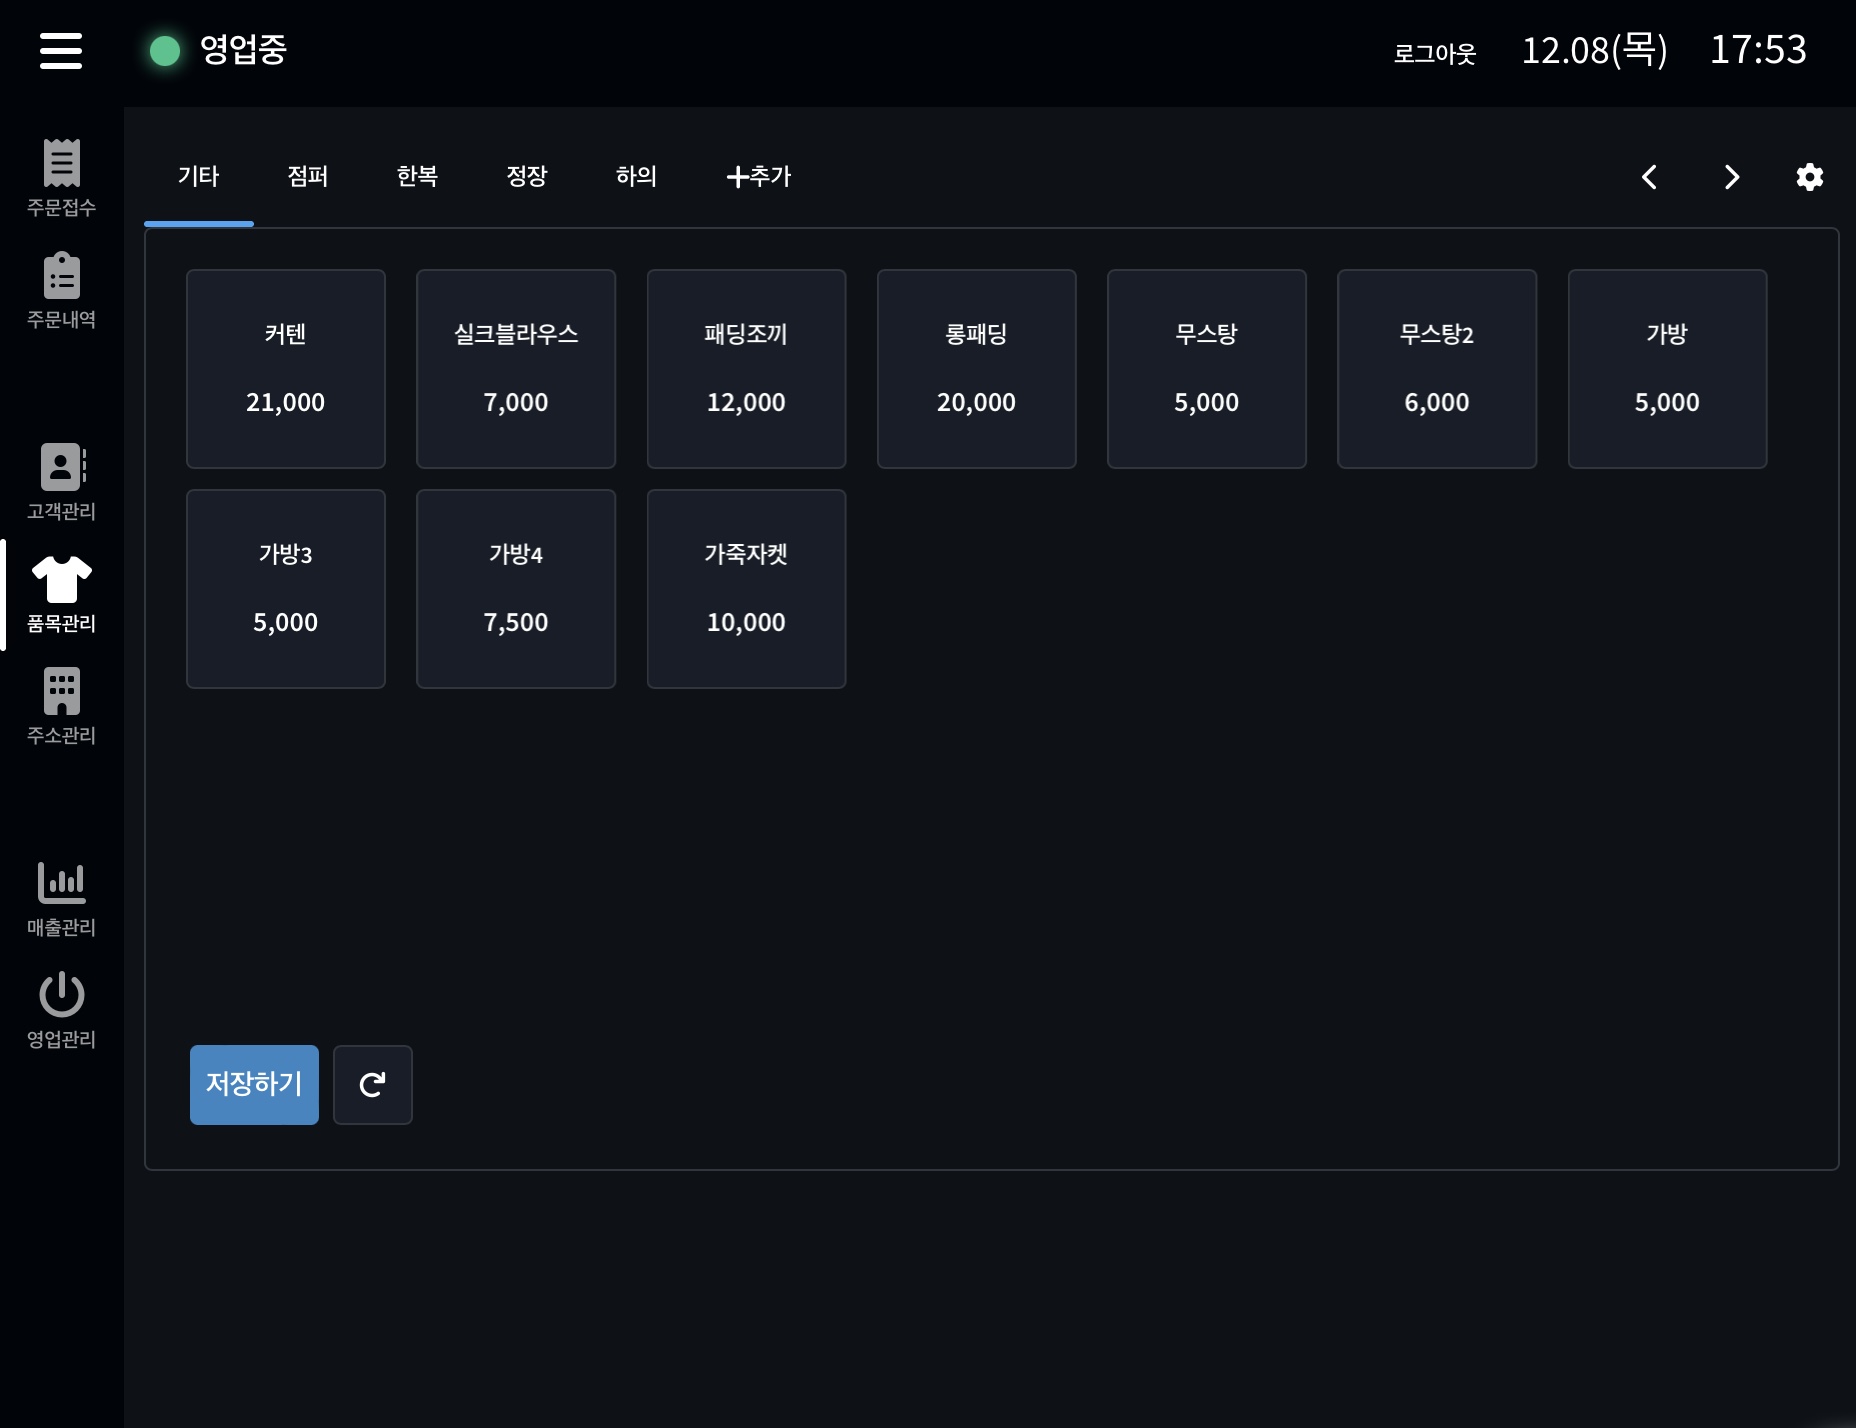 영업중
로그아웃 12.08(목) 17:53
주문접수
주문내역
고객관리
품목관리
주소관리
매출관리
영업관리
기타 점퍼 한복 정장 하의 +추가
커텐
21,000
실크블라우스
7,000
패딩조끼
12,000
롱패딩
20,000
무스탕
5,000
무스탕2
6,000
가방
5,000
가방3
5,000
가방4
7,500
가죽자켓
10,000
저장하기